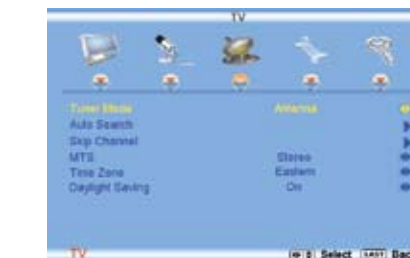 TV
Tuner Mode Antenna
Auto Search
Skip Channel
MTS Stereo
Time Zone Eastern
Daylight Saving On
TV Select LAST Back